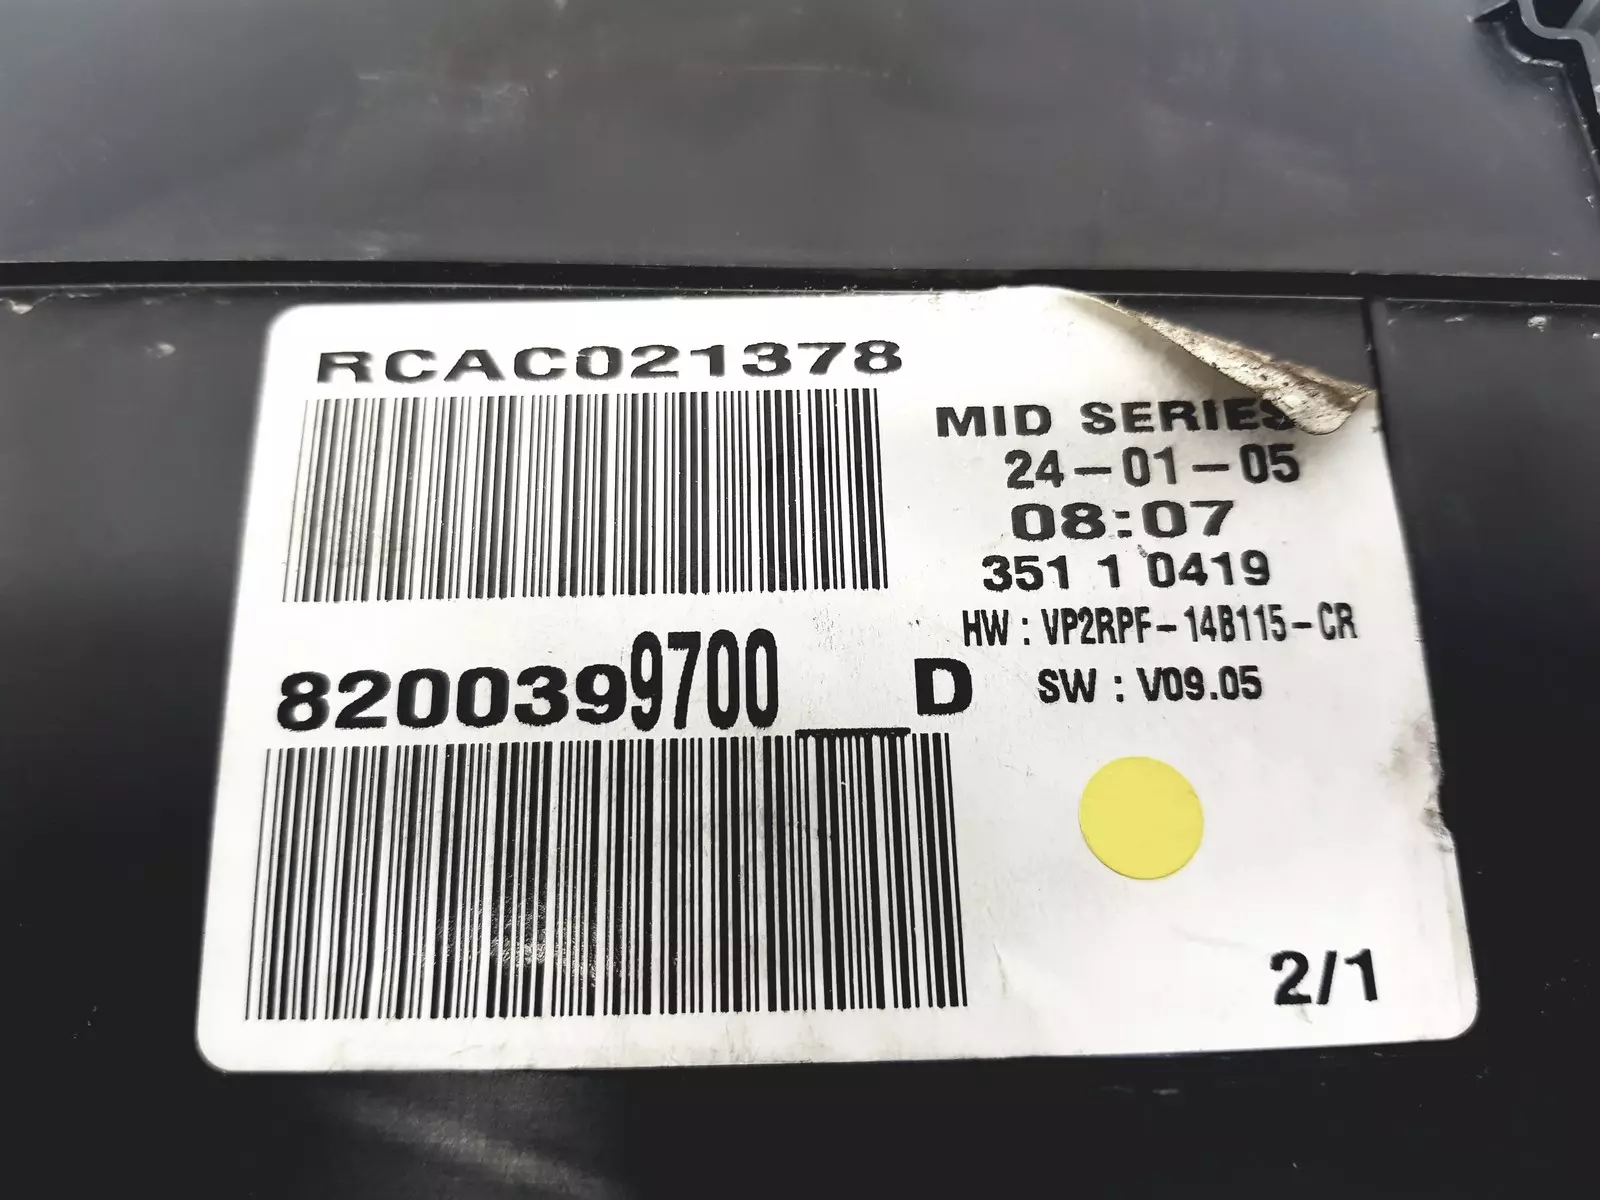 RCAC021378
MID SERIES
24-01-05
08:07
351 1 0419
HW : VP2RPF-14B115-CR
8200399700___D
SW : V09.05
2/1